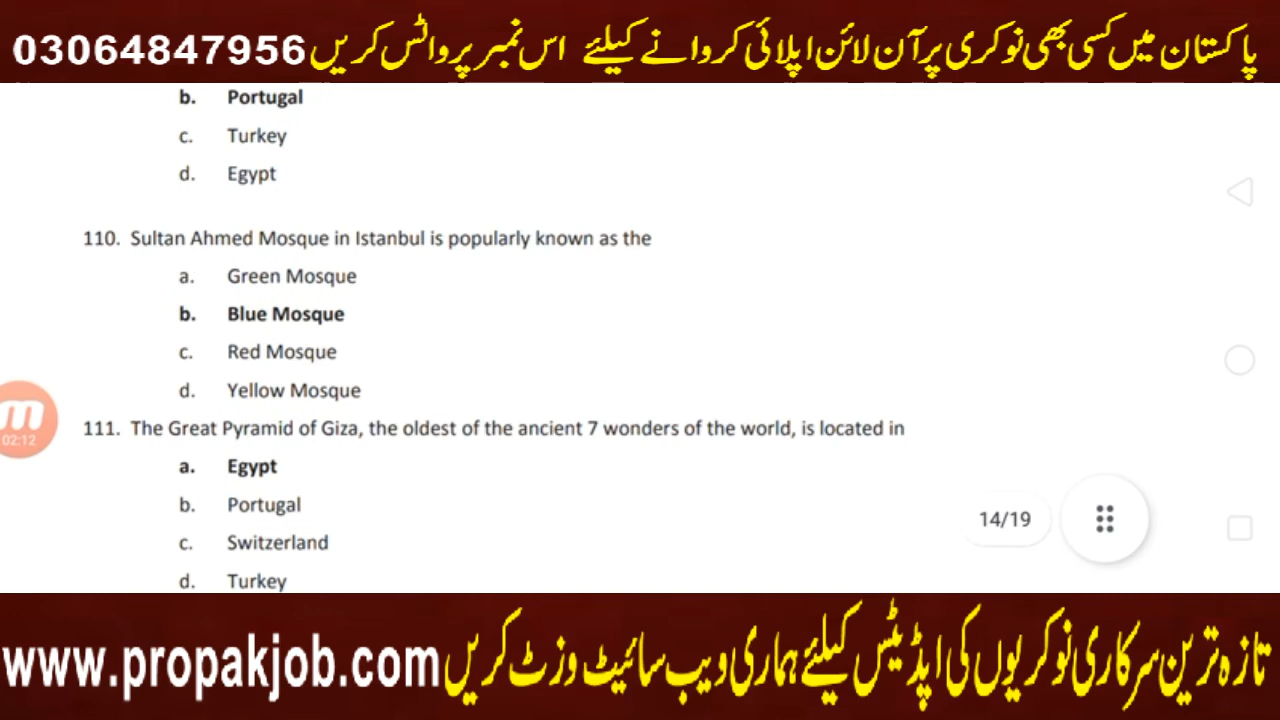 پاکستان میں کسی بھی نوکری پر آن لائن اپلائی کروانے کیلئے اس نمبر پر واٹس کریں 03064847956
b. Portugal
c. Turkey
d. Egypt
110. Sultan Ahmed Mosque in Istanbul is popularly known as the
a. Green Mosque
b. Blue Mosque
c. Red Mosque
d. Yellow Mosque
111. The Great Pyramid of Giza, the oldest of the ancient 7 wonders of the world, is located in
a. Egypt
b. Portugal
c. Switzerland
d. Turkey
m
02:12
14/19
تازہ ترین سرکاری نوکریوں کی اپڈیٹس کیلئے ہماری ویب سائیٹ وزٹ کریں www.propakjob.com